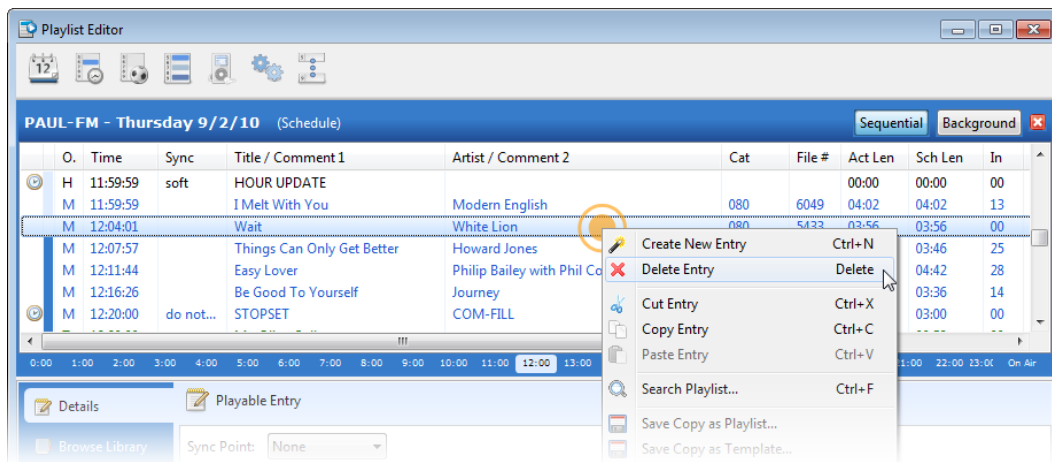 Playlist Editor
12
PAUL-FM - Thursday 9/2/10 (Schedule) Sequential Background
O. Time Sync Title / Comment 1 Artist / Comment 2 Cat File # Act Len Sch Len In
H 11:59:59 soft HOUR UPDATE 00:00 00:00 00
M 11:59:59 I Melt With You Modern English 080 6049 04:02 04:02 13
M 12:04:01 Wait White Lion 080 5433 03:56 03:56 00
M 12:07:57 Things Can Only Get Better Howard Jones 03:46 25
M 12:11:44 Easy Lover Philip Bailey with Phil Co 04:42 28
M 12:16:26 Be Good To Yourself Journey 03:36 14
M 12:20:00 do not... STOPSET COM-FILL 03:00 00
Create New Entry Ctrl+N
Delete Entry Delete
Cut Entry Ctrl+X
Copy Entry Ctrl+C
Paste Entry Ctrl+V
Search Playlist... Ctrl+F
Save Copy as Playlist...
Save Copy as Template...
0:00 1:00 2:00 3:00 4:00 5:00 6:00 7:00 8:00 9:00 10:00 11:00 12:00 13:00 22:00 23:0 On Air
Details Playable Entry
Browse Library Sync Point: None